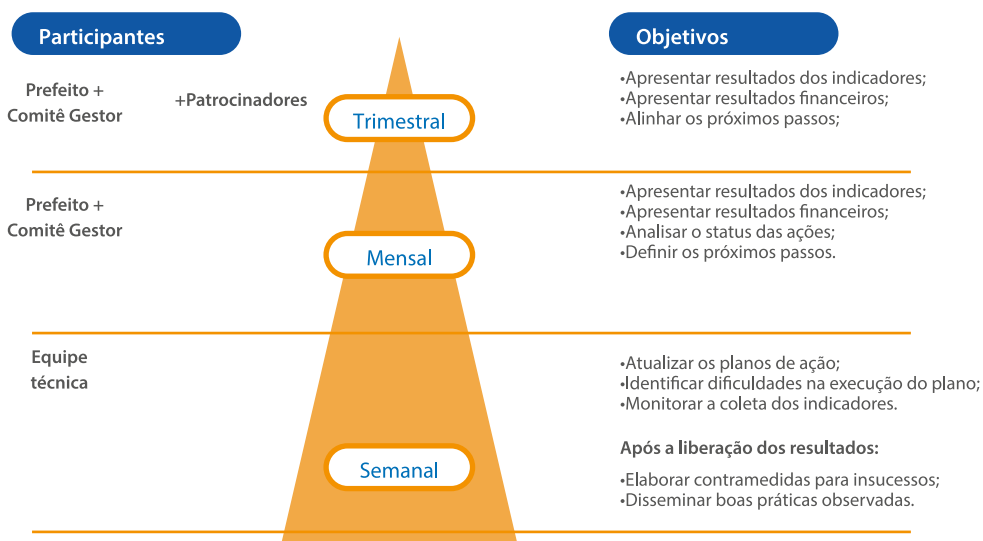 Participantes
Objetivos
Prefeito +
Comitê Gestor
+Patrocinadores
Trimestral
•Apresentar resultados dos indicadores;
•Apresentar resultados financeiros;
•Alinhar os próximos passos;
Prefeito +
Comitê Gestor
Mensal
•Apresentar resultados dos indicadores;
•Apresentar resultados financeiros;
•Analisar o status das ações;
•Definir os próximos passos.
Equipe
técnica
Semanal
•Atualizar os planos de ação;
•Identificar dificuldades na execução do plano;
•Monitorar a coleta dos indicadores.
Após a liberação dos resultados:
•Elaborar contramedidas para insucessos;
•Disseminar boas práticas observadas.